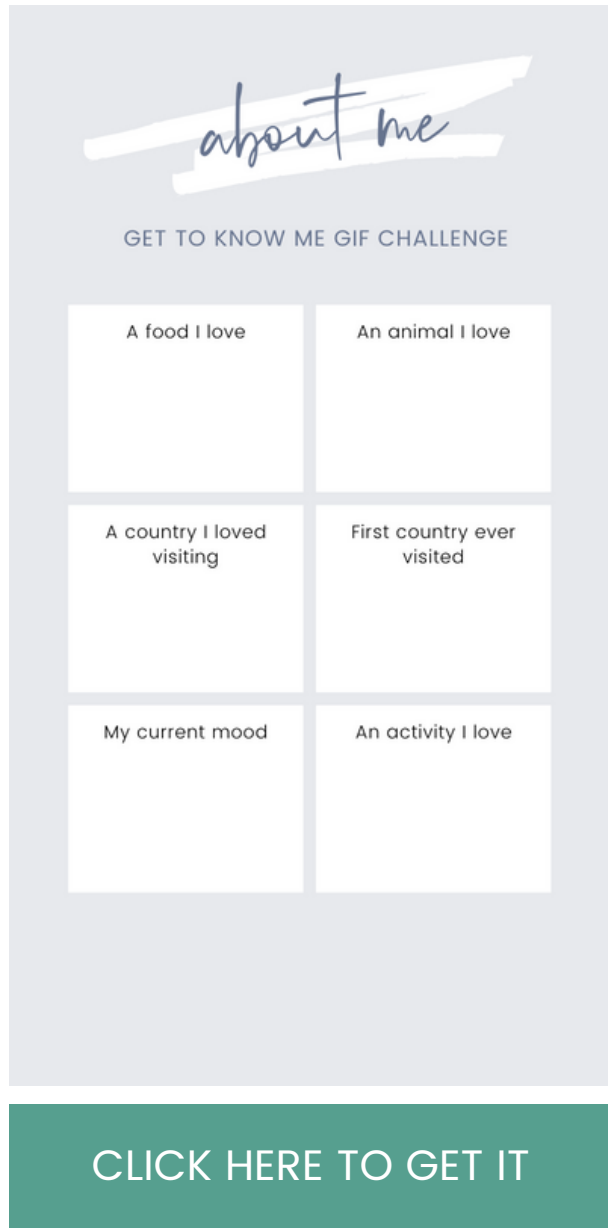 about me
GET TO KNOW ME GIF CHALLENGE
A food I love
An animal I love
A country I loved
visiting
First country ever
visited
My current mood
An activity I love
CLICK HERE TO GET IT